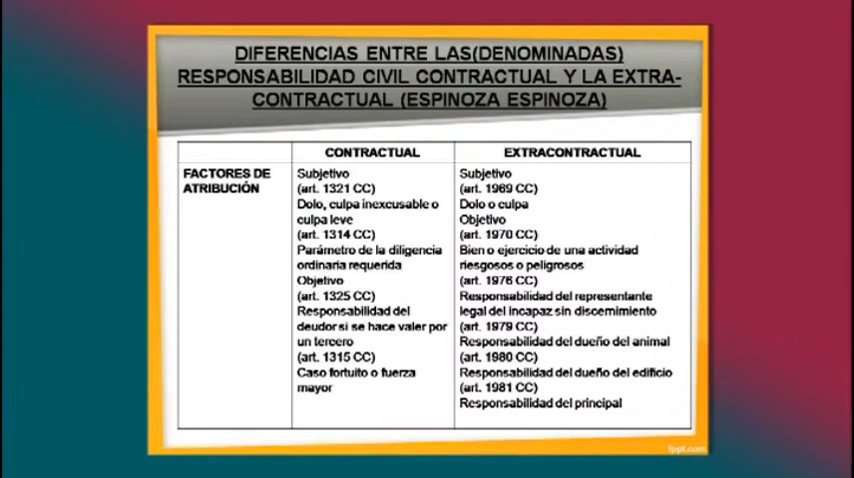 DIFERENCIAS ENTRE LAS(DENOMINADAS)
RESPONSABILIDAD CIVIL CONTRACTUAL Y LA EXTRA-
CONTRACTUAL (ESPINOZA ESPINOZA)
CONTRACTUAL
EXTRACONTRACTUAL
FACTORES DE
ATRIBUCIÓN
Subjetivo
(art. 1321 CC)
Dolo, culpa inexcusable o
culpa leve
(art. 1314 CC)
Parámetro de la diligencia
ordinaria requerida
Objetivo
(art. 1325 CC)
Responsabilidad del
deudor si se hace valer por
un tercero
(art. 1315 CC)
Caso fortuito o fuerza
mayor
Subjetivo
(art. 1969 CC)
Dolo o culpa
Objetivo
(art. 1970 CC)
Bien o ejercicio de una actividad
riesgosos o peligrosos
(art. 1976 CC)
Responsabilidad del representante
legal del incapaz sin discernimiento
(art. 1979 CC)
Responsabilidad del dueño del animal
(art. 1980 CC)
Responsabilidad del dueño del edificio
(art. 1981 CC)
Responsabilidad del principal
fppt.com